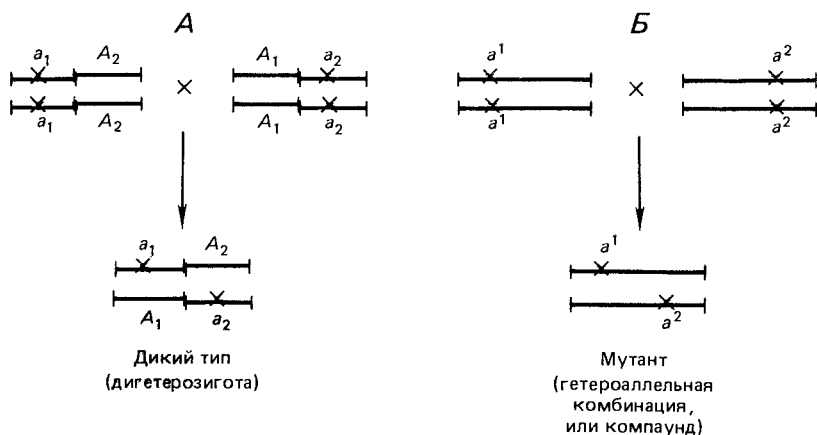 А Б
a₁ A₂ A₁ a₂ a¹ a²
× ×
a₁ A₂ A₁ a₂ a¹ a²
a₁ A₂ a¹
A₁ a₂ a²
Дикий тип
(дигетерозигота)
Мутант
(гетероаллельная
комбинация,
или компаунд)